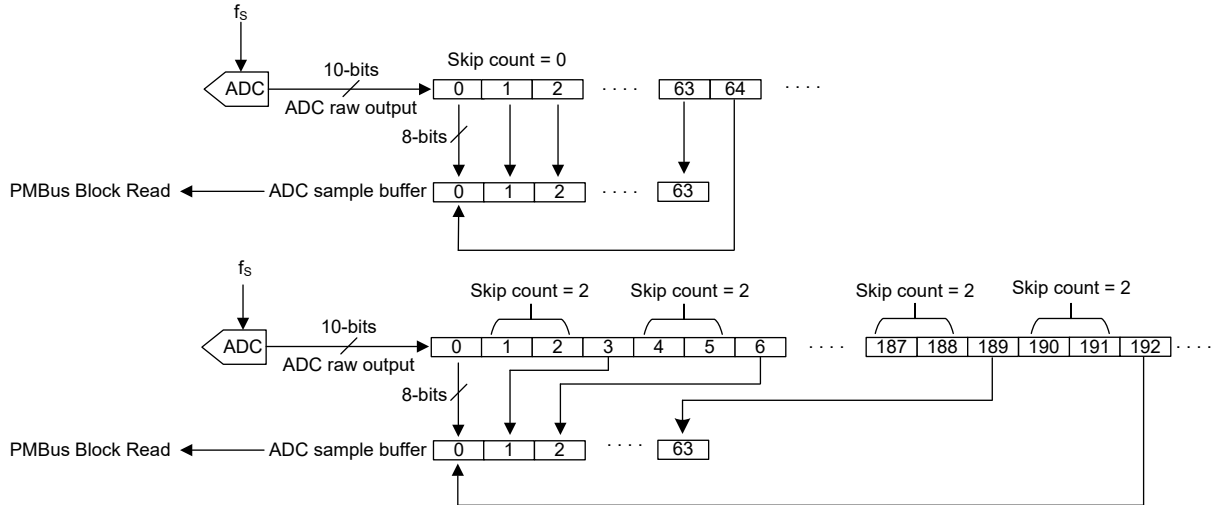 fS
ADC
10-bits
ADC raw output
Skip count = 0
0 1 2 · · · · 63 64 · · · ·
8-bits
PMBus Block Read ADC sample buffer 0 1 2 · · · · 63
fS
Skip count = 2 Skip count = 2 Skip count = 2 Skip count = 2
ADC
10-bits
ADC raw output
0 1 2 3 4 5 6 · · · · 187 188 189 190 191 192 · · · ·
8-bits
PMBus Block Read ADC sample buffer 0 1 2 · · · · 63